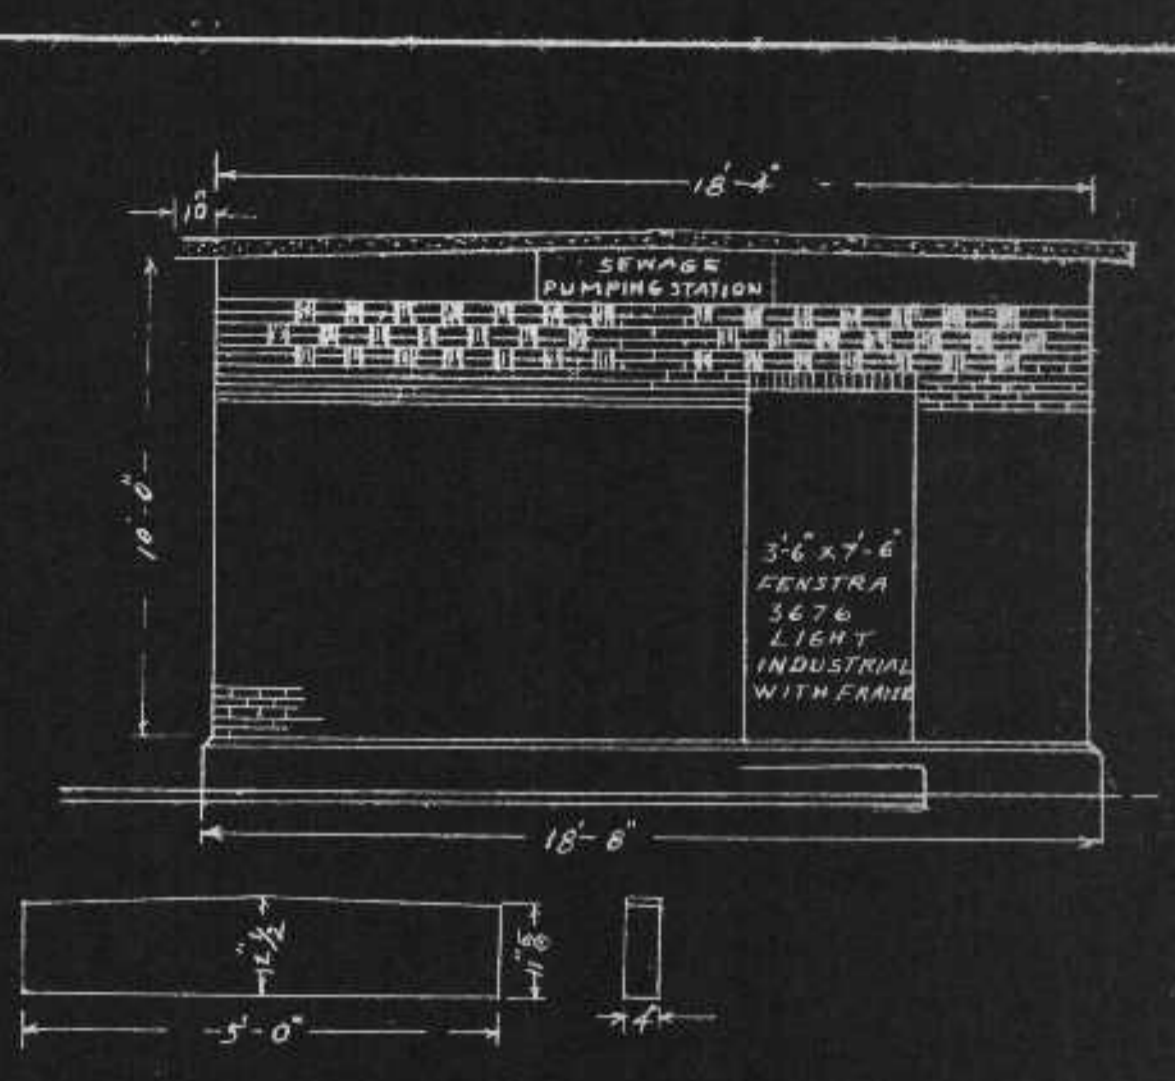 18'-4"
10"
SEWAGE
PUMPING STATION
10'-0"
3'-6" x 7'-6"
FENSTRA
3676
LIGHT
INDUSTRIAL
WITH FRAME
18'-8"
5'-0"
4"